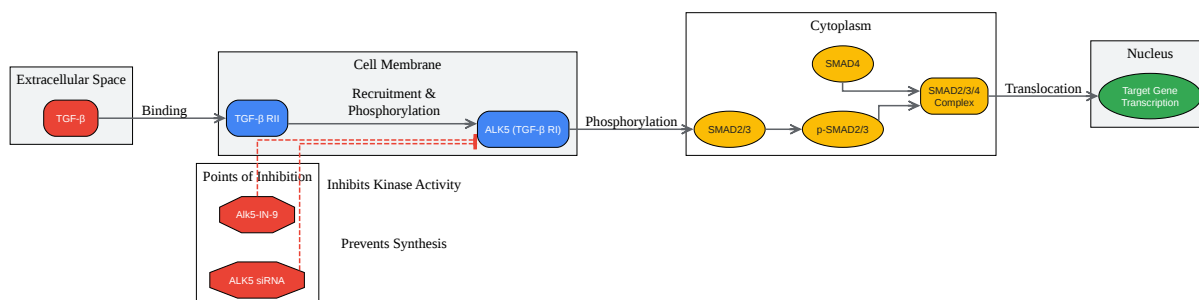 Extracellular Space
TGF-β
Binding
Cell Membrane
TGF-β RII
Recruitment &
Phosphorylation
ALK5 (TGF-β RI)
Phosphorylation
Cytoplasm
SMAD4
SMAD2/3
p-SMAD2/3
SMAD2/3/4
Complex
Translocation
Nucleus
Target Gene
Transcription
Points of Inhibition
Inhibits Kinase Activity
Alk5-IN-9
Prevents Synthesis
ALK5 siRNA